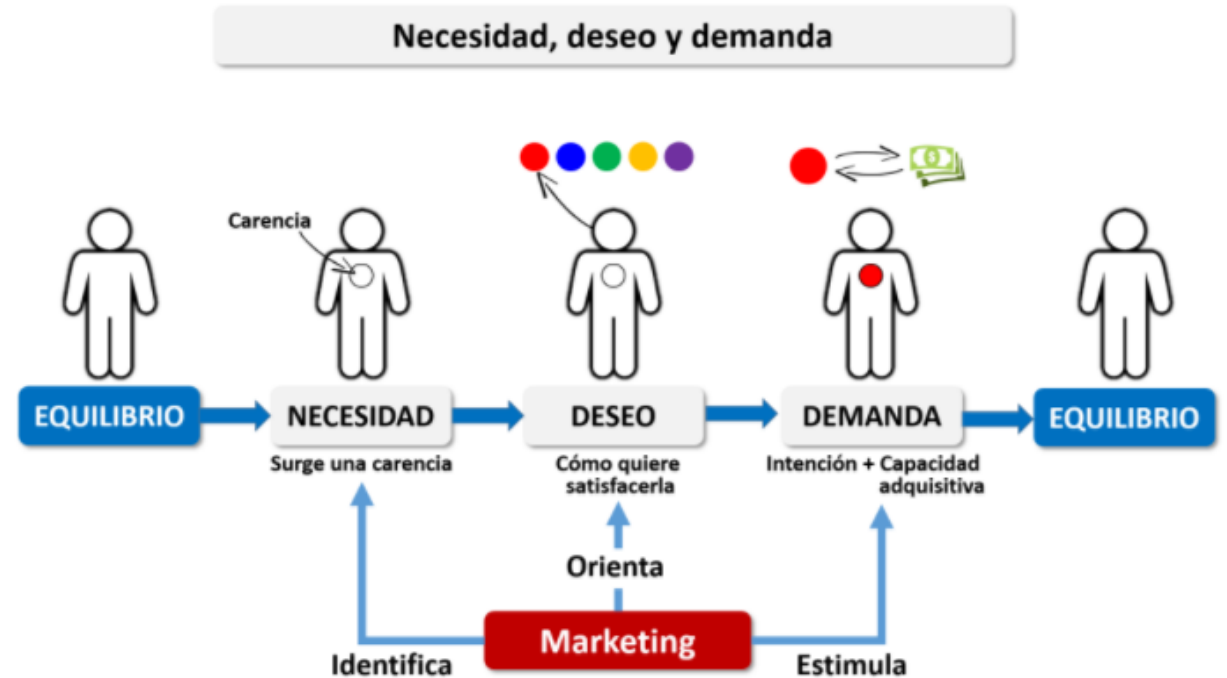 Necesidad, deseo y demanda
Carencia
$
EQUILIBRIO
NECESIDAD
DESEO
DEMANDA
EQUILIBRIO
Surge una carencia
Cómo quiere
satisfacerla
Intención + Capacidad
adquisitiva
Orienta
Marketing
Identifica
Estimula